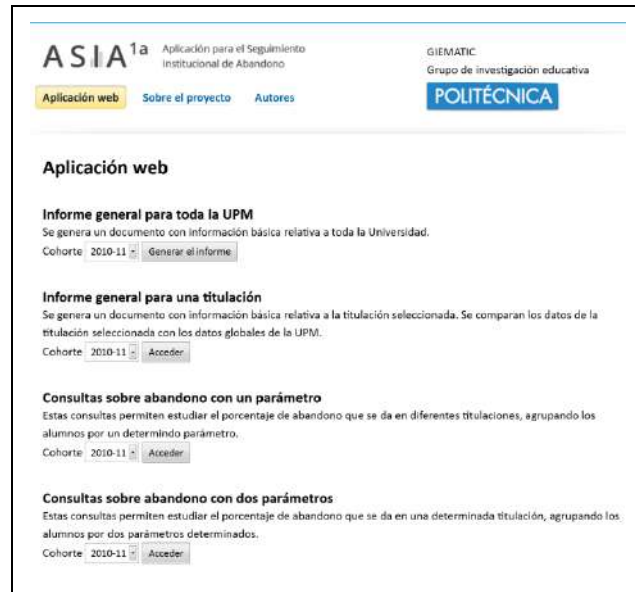 ASIA 1a
Aplicación para el Seguimiento
Institucional de Abandono
GIEMATIC
Grupo de investigación educativa
POLITÉCNICA
Aplicación web Sobre el proyecto Autores
Aplicación web
Informe general para toda la UPM
Se genera un documento con información básica relativa a toda la Universidad.
Cohorte 2010-11 Generar el informe
Informe general para una titulación
Se genera un documento con información básica relativa a la titulación seleccionada. Se comparan los datos de la
titulación seleccionada con los datos globales de la UPM.
Cohorte 2010-11 Acceder
Consultas sobre abandono con un parámetro
Estas consultas permiten estudiar el porcentaje de abandono que se da en diferentes titulaciones, agrupando los
alumnos por un determindo parámetro.
Cohorte 2010-11 Acceder
Consultas sobre abandono con dos parámetros
Estas consultas permiten estudiar el porcentaje de abandono que se da en una determinada titulación, agrupando los
alumnos por dos parámetros determinados.
Cohorte 2010-11 Acceder